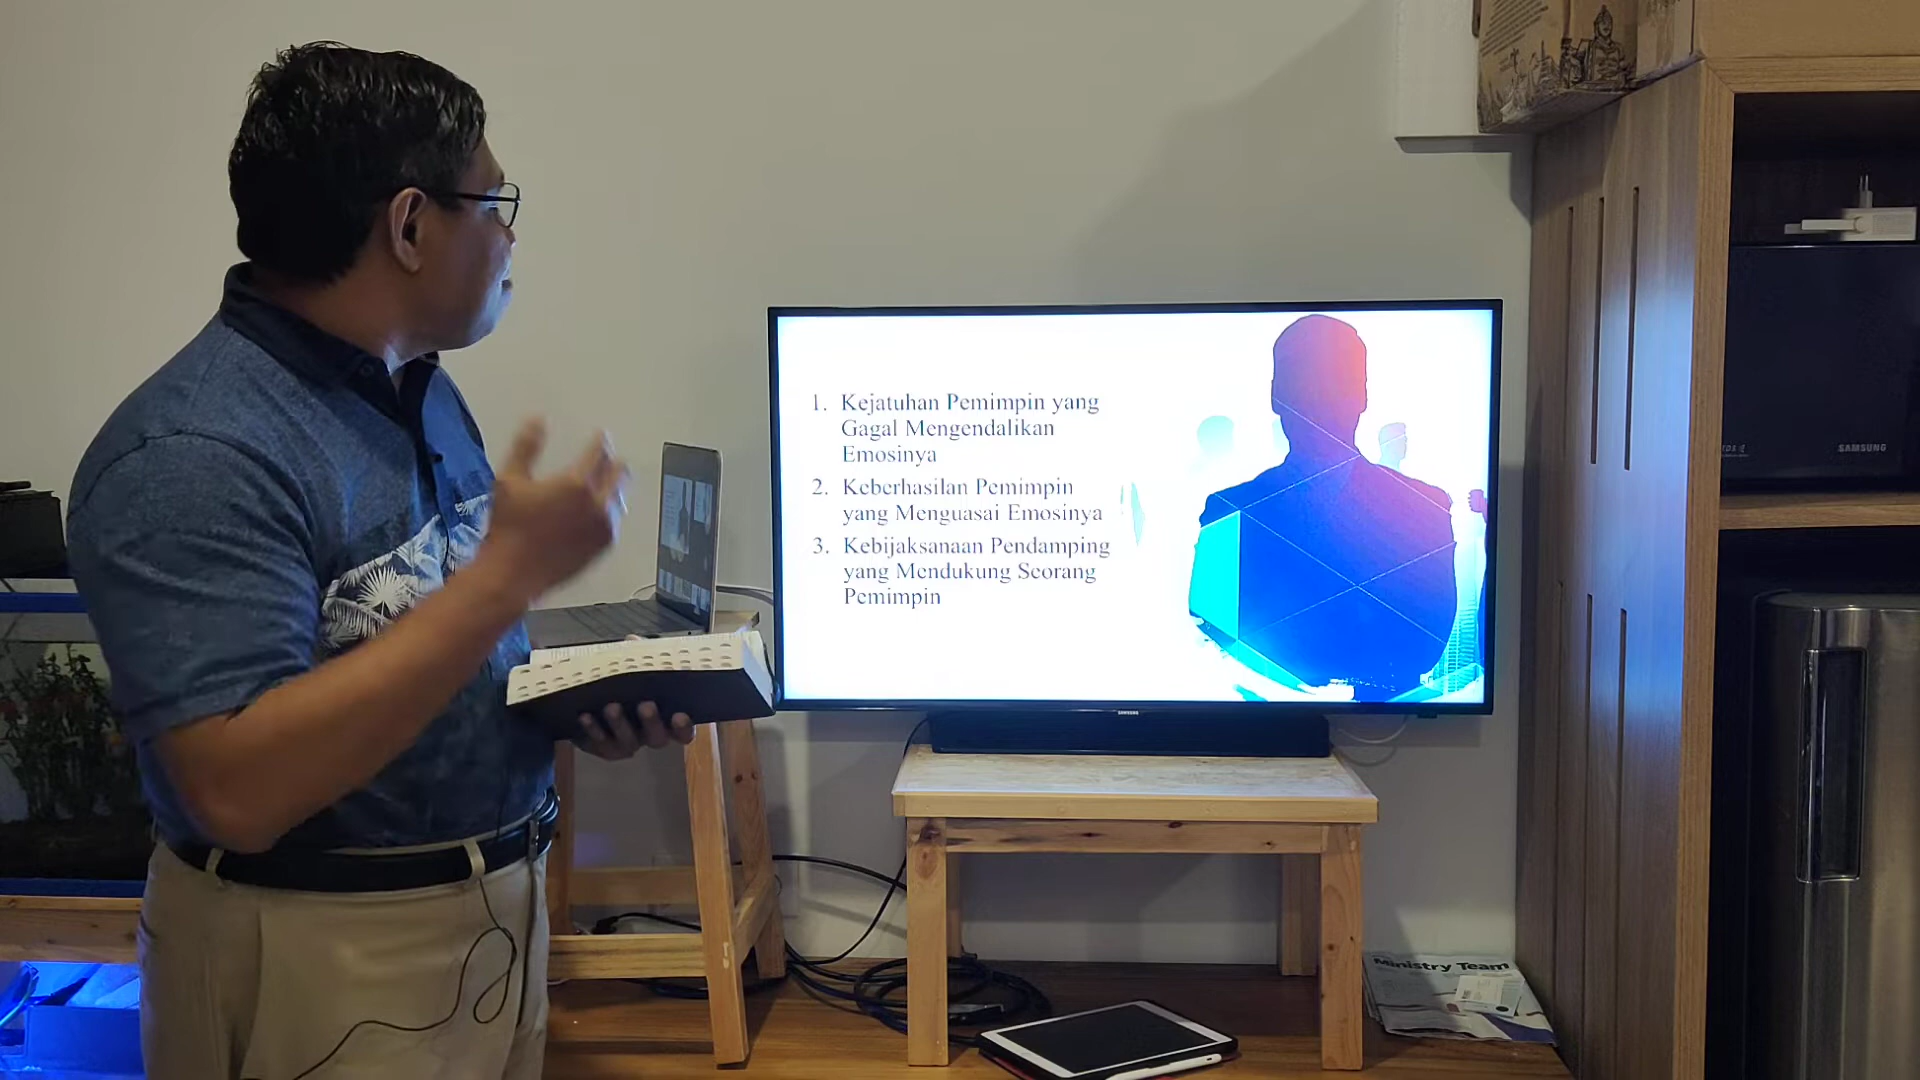 1. Kejatuhan Pemimpin yang
Gagal Mengendalikan
Emosinya
2. Keberhasilan Pemimpin
yang Menguasai Emosinya
3. Kebijaksanaan Pendamping
yang Mendukung Seorang
Pemimpin
SAMSUNG
SAMSUNG
Ministry Team